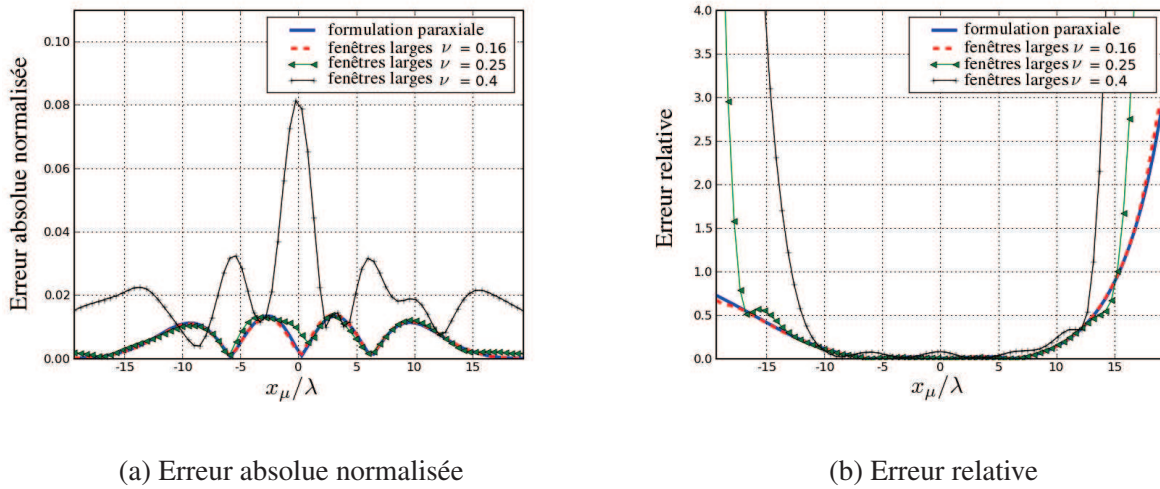 formulation paraxiale
fenêtres larges ν = 0.16
fenêtres larges ν = 0.25
fenêtres larges ν = 0.4
Erreur absolue normalisée
0.10
0.08
0.06
0.04
0.02
0.00
-15
-10
-5
0
5
10
15
x_μ/λ
(a) Erreur absolue normalisée
formulation paraxiale
fenêtres larges ν = 0.16
fenêtres larges ν = 0.25
fenêtres larges ν = 0.4
Erreur relative
4.0
3.5
3.0
2.5
2.0
1.5
1.0
0.5
0.0
-15
-10
-5
0
5
10
15
x_μ/λ
(b) Erreur relative